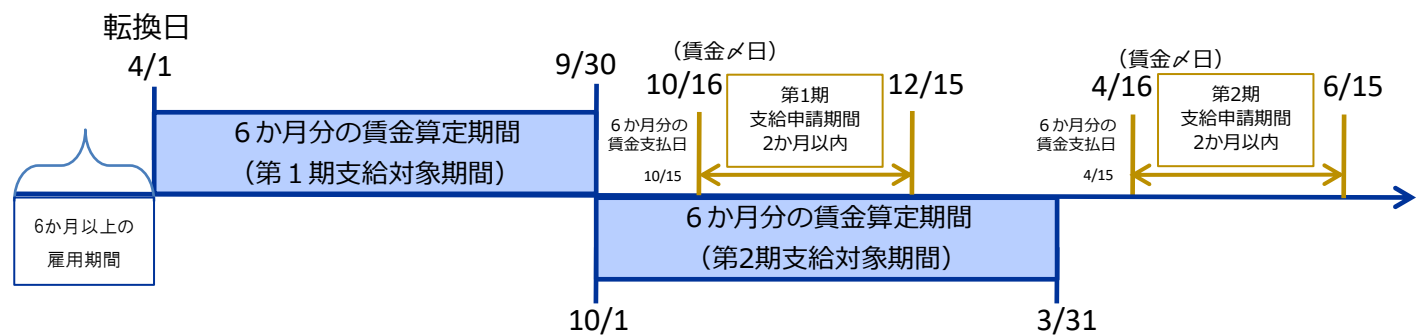 転換日
4/1
9/30
（賃金〆日）
10/16
12/15
（賃金〆日）
4/16
6/15
第1期
支給申請期間
2か月以内
第2期
支給申請期間
2か月以内
６か月分の
賃金支払日
10/15
６か月分の
賃金支払日
4/15
６か月分の賃金算定期間
（第１期支給対象期間）
6か月以上の
雇用期間
６か月分の賃金算定期間
（第2期支給対象期間）
10/1
3/31